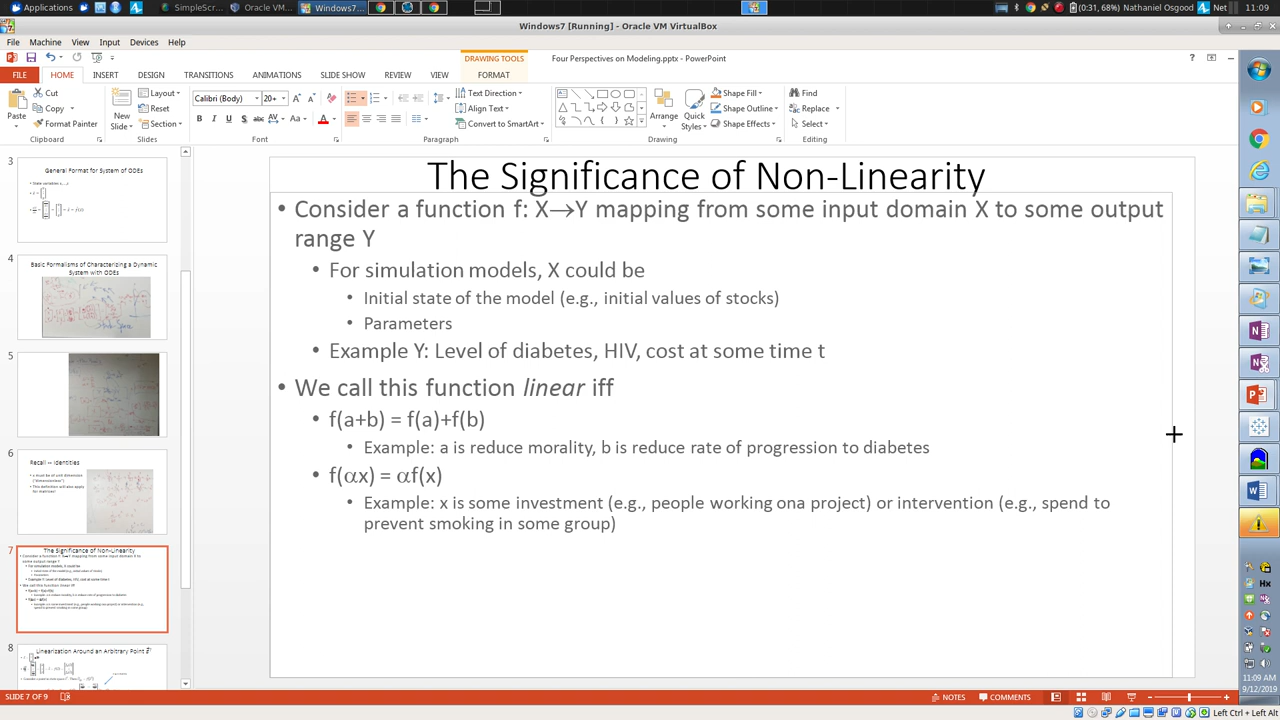 Applications
SimpleScr
Oracle VM...
Windows7...
(0:31, 68%)
Nathaniel Osgood
Net
11:09
Windows7 [Running] - Oracle VM VirtualBox
File Machine View Input Devices Help
Four Perspectives on Modeling.pptx - PowerPoint
DRAWING TOOLS
FILE HOME INSERT DESIGN TRANSITIONS ANIMATIONS SLIDE SHOW REVIEW VIEW FORMAT
Paste
Cut
Copy
Format Painter
Clipboard
New Slide
Layout
Reset
Section
Slides
Calibri (Body) 20+
Font
Text Direction
Align Text
Convert to SmartArt
Paragraph
Arrange
Quick Styles
Shape Fill
Shape Outline
Shape Effects
Drawing
Find
Replace
Select
Editing
3
General Format for System of ODEs
4
Basic Formalisms of Characterizing a Dynamic
System with ODEs
5
6
Recall -- Identities
7
The Significance of Non-Linearity
8
Linearization Around an Arbitrary Point
The Significance of Non-Linearity
• Consider a function f: X→Y mapping from some input domain X to some output
range Y
• For simulation models, X could be
• Initial state of the model (e.g., initial values of stocks)
• Parameters
• Example Y: Level of diabetes, HIV, cost at some time t
• We call this function linear iff
• f(a+b) = f(a)+f(b)
• Example: a is reduce morality, b is reduce rate of progression to diabetes
• f(αx) = αf(x)
• Example: x is some investment (e.g., people working ona project) or intervention (e.g., spend to
prevent smoking in some group)
SLIDE 7 OF 9
NOTES
COMMENTS
11:09 AM
9/12/2019
Left Ctrl + Left Alt